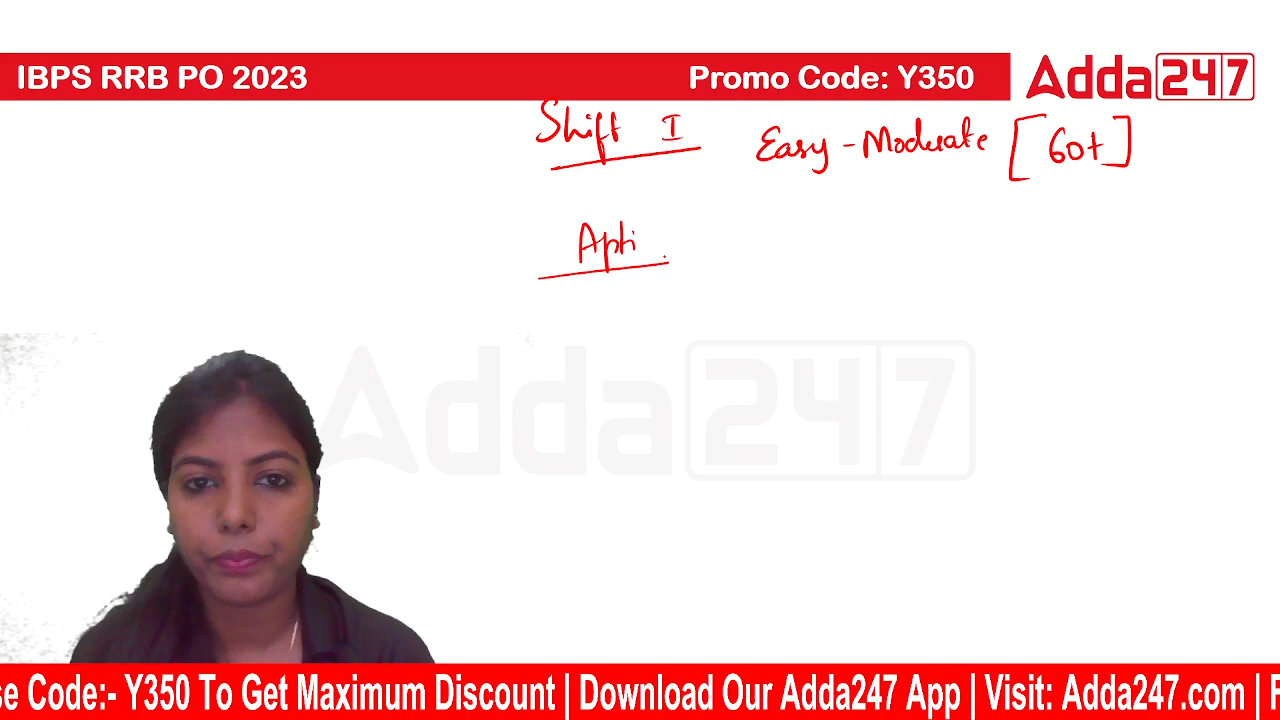 IBPS RRB PO 2023
Promo Code: Y350
Adda247
Shift I Easy-Moderate [60+]
Apti
Adda247
se Code:- Y350 To Get Maximum Discount | Download Our Adda247 App | Visit: Adda247.com |